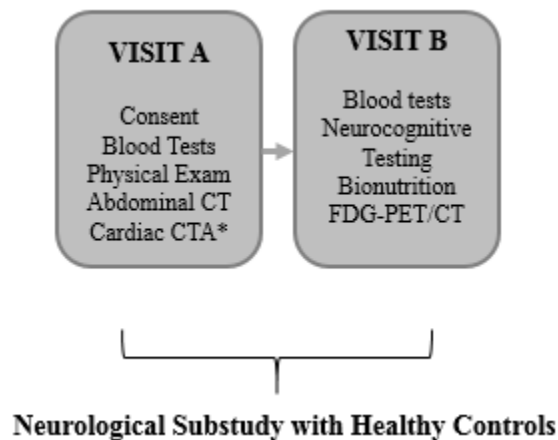 VISIT A
Consent
Blood Tests
Physical Exam
Abdominal CT
Cardiac CTA*
VISIT B
Blood tests
Neurocognitive
Testing
Bionutrition
FDG-PET/CT
Neurological Substudy with Healthy Controls